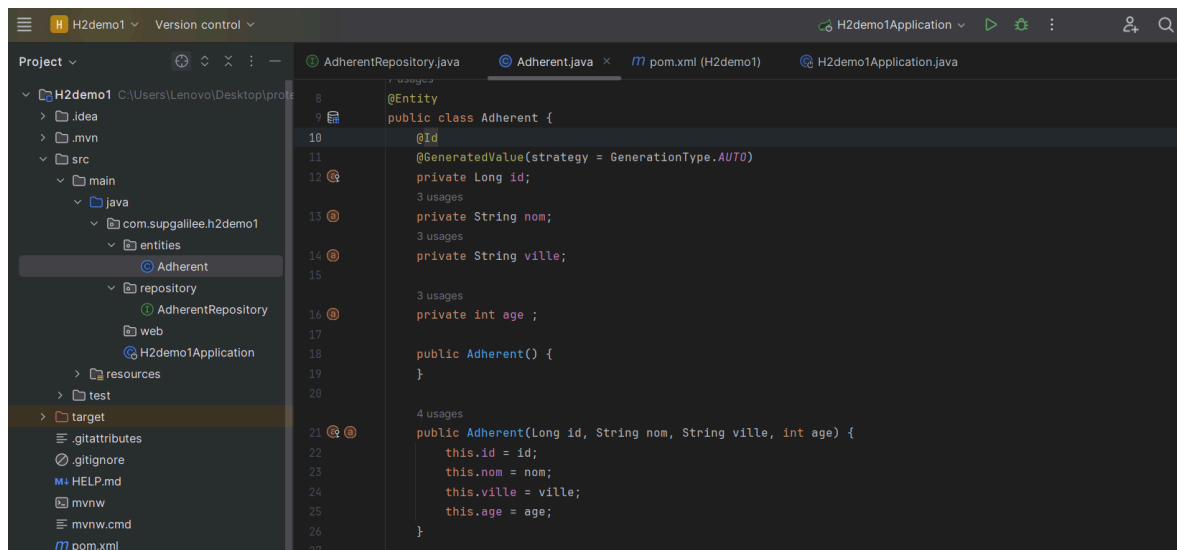 H H2demo1 Version control H2demo1Application
Project
AdherentRepository.java Adherent.java × pom.xml (H2demo1) H2demo1Application.java
H2demo1 C:\Users\Lenovo\Desktop\prote
.idea
.mvn
src
main
java
com.supgalilee.h2demo1
entities
Adherent
repository
AdherentRepository
web
H2demo1Application
resources
test
target
.gitattributes
.gitignore
HELP.md
mvnw
mvnw.cmd
pom.xml
7 usages
8 @Entity
9 public class Adherent {
10 @Id
11 @GeneratedValue(strategy = GenerationType.AUTO)
12 private Long id;
3 usages
13 private String nom;
3 usages
14 private String ville;
15
3 usages
16 private int age ;
17
18 public Adherent() {
19 }
20
4 usages
21 public Adherent(Long id, String nom, String ville, int age) {
22 this.id = id;
23 this.nom = nom;
24 this.ville = ville;
25 this.age = age;
26 }